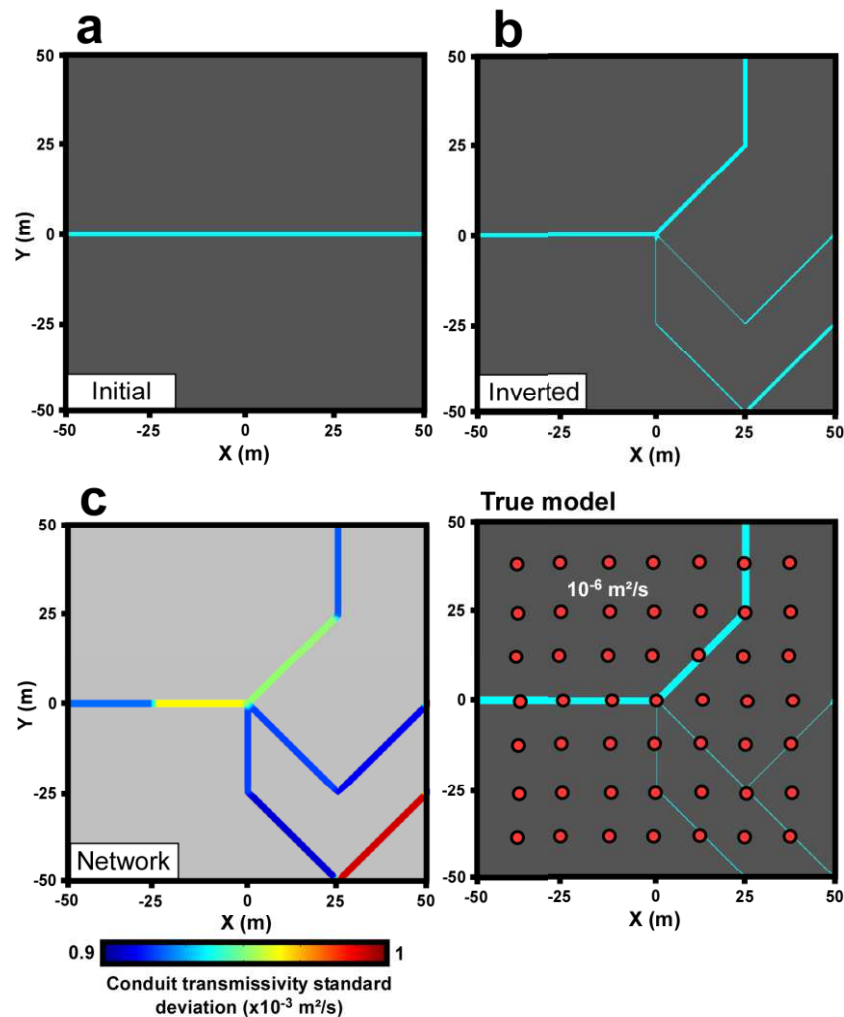 a
50
25
0
-25
-50
Y (m)
Initial
-50
-25
0
25
50
X (m)
b
50
25
0
-25
-50
Inverted
-50
-25
0
25
50
X (m)
c
50
25
0
-25
-50
Y (m)
Network
-50
-25
0
25
50
X (m)
0.9
1
Conduit transmissivity standard
deviation (x10⁻³ m²/s)
True model
50
25
0
-25
-50
10⁻⁶ m²/s
-50
-25
0
25
50
X (m)